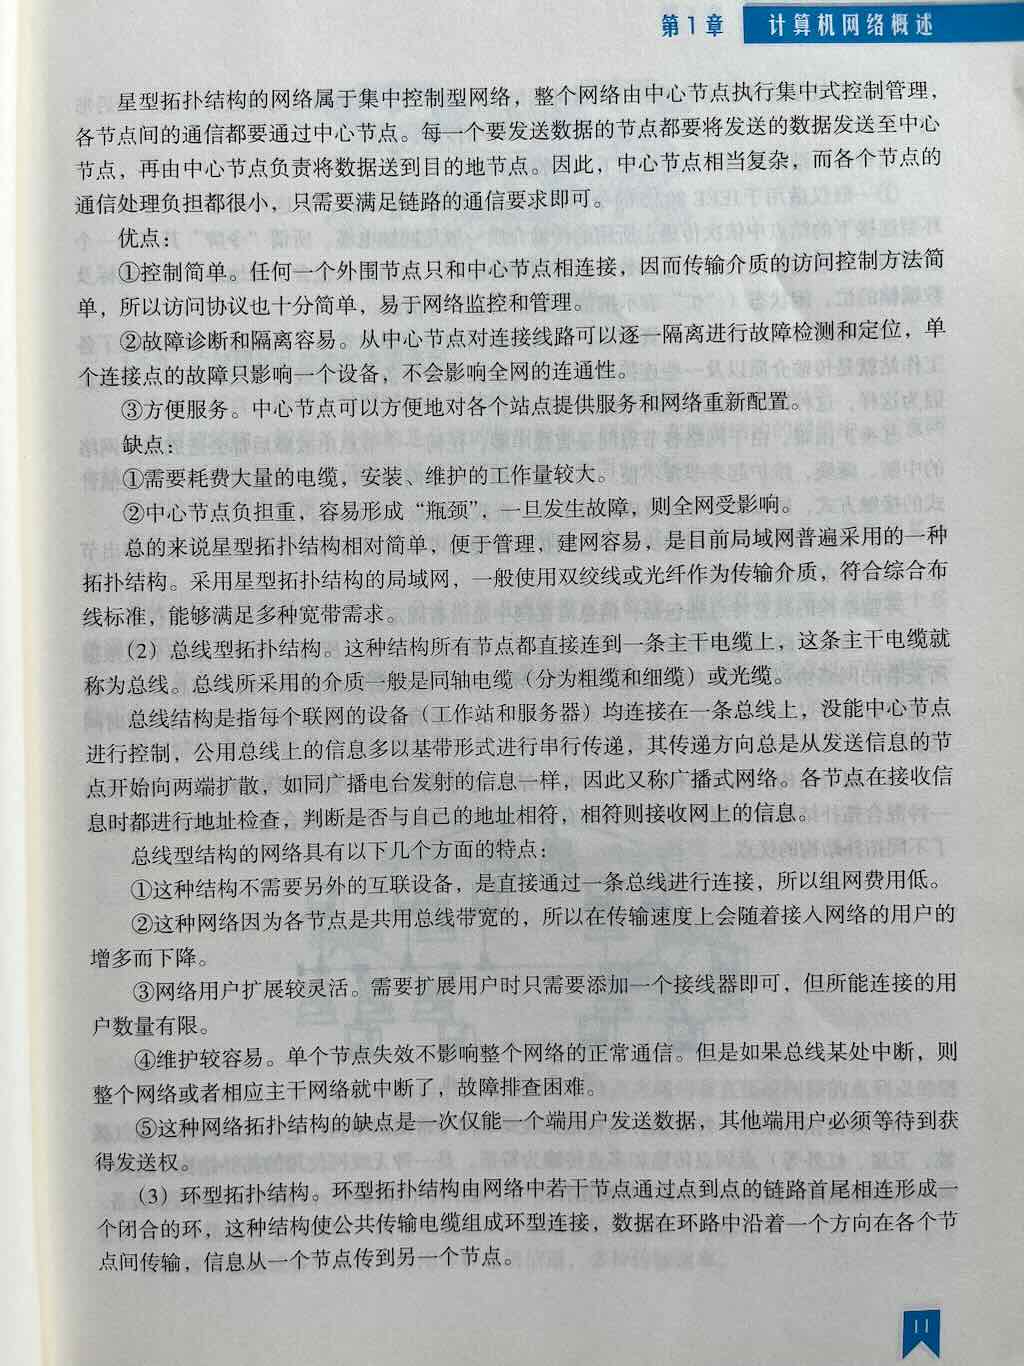 第1章 计算机网络概述
星型拓扑结构的网络属于集中控制型网络，整个网络由中心节点执行集中式控制管理，
各节点间的通信都要通过中心节点。每一个要发送数据的节点都要将发送的数据发送至中心
节点，再由中心节点负责将数据送到目的地节点。因此，中心节点相当复杂，而各个节点的
通信处理负担都很小，只需要满足链路的通信要求即可。
优点：
①控制简单。任何一个外围节点只和中心节点相连接，因而传输介质的访问控制方法简
单，所以访问协议也十分简单，易于网络监控和管理。
②故障诊断和隔离容易。从中心节点对连接线路可以逐一隔离进行故障检测和定位，单
个连接点的故障只影响一个设备，不会影响全网的连通性。
③方便服务。中心节点可以方便地对各个站点提供服务和网络重新配置。
缺点：
①需要耗费大量的电缆，安装、维护的工作量较大。
②中心节点负担重，容易形成“瓶颈”，一旦发生故障，则全网受影响。
总的来说星型拓扑结构相对简单，便于管理，建网容易，是目前局域网普遍采用的一种
拓扑结构。采用星型拓扑结构的局域网，一般使用双绞线或光纤作为传输介质，符合综合布
线标准，能够满足多种宽带需求。
（2）总线型拓扑结构。这种结构所有节点都直接连到一条主干电缆上，这条主干电缆就
称为总线。总线所采用的介质一般是同轴电缆（分为粗缆和细缆）或光缆。
总线结构是指每个联网的设备（工作站和服务器）均连接在一条总线上，没能中心节点
进行控制，公用总线上的信息多以基带形式进行串行传递，其传递方向总是从发送信息的节
点开始向两端扩散，如同广播电台发射的信息一样，因此又称广播式网络。各节点在接收信
息时都进行地址检查，判断是否与自己的地址相符，相符则接收网上的信息。
总线型结构的网络具有以下几个方面的特点：
①这种结构不需要另外的互联设备，是直接通过一条总线进行连接，所以组网费用低。
②这种网络因为各节点是共用总线带宽的，所以在传输速度上会随着接入网络的用户的
增多而下降。
③网络用户扩展较灵活。需要扩展用户时只需要添加一个接线器即可，但所能连接的用
户数量有限。
④维护较容易。单个节点失效不影响整个网络的正常通信。但是如果总线某处中断，则
整个网络或者相应主干网络就中断了，故障排查困难。
⑤这种网络拓扑结构的缺点是一次仅能一个端用户发送数据，其他端用户必须等待到获
得发送权。
（3）环型拓扑结构。环型拓扑结构由网络中若干节点通过点到点的链路首尾相连形成一
个闭合的环，这种结构使公共传输电缆组成环型连接，数据在环路中沿着一个方向在各个节
点间传输，信息从一个节点传到另一个节点。
11